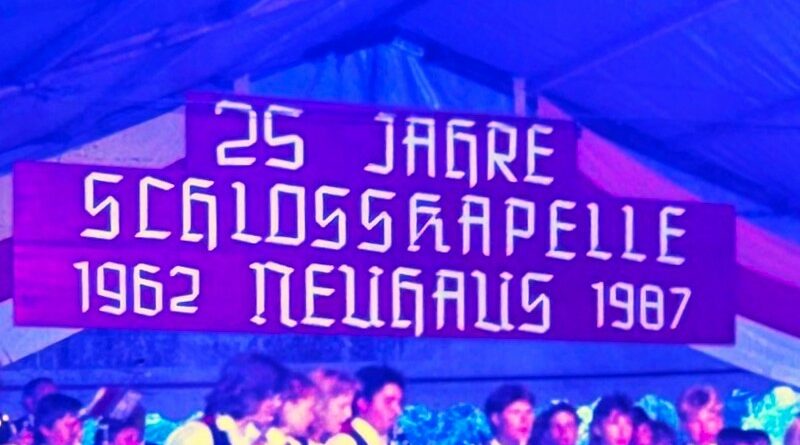 25 JAHRE
SCHLOSSKAPELLE
1962 NEUHAUS 1987